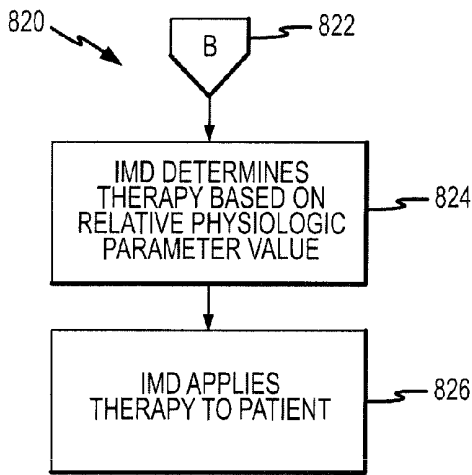 820
822
B
IMD DETERMINES
THERAPY BASED ON
RELATIVE PHYSIOLOGIC
PARAMETER VALUE
824
IMD APPLIES
THERAPY TO PATIENT
826